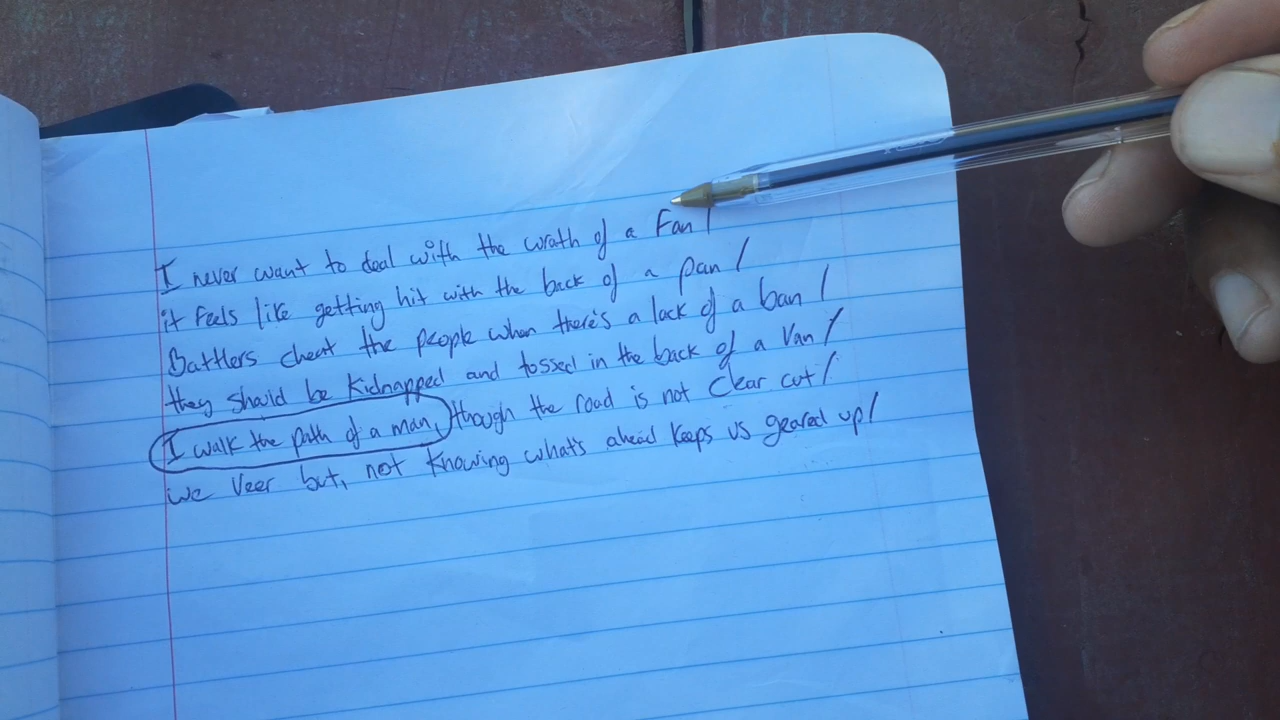 I never want to deal with the wrath of a Fan /
it feels like getting hit with the back of a pan /
Battlers cheat the people when there's a lack of a ban /
they should be Kidnapped and tossed in the back of a Van /
I walk the path of a man, though the road is not clear cut /
we veer but, not knowing what's ahead keeps us geared up /